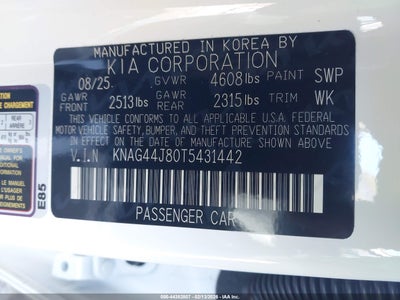 MANUFACTURED IN KOREA BY
KIA CORPORATION
08/25 GVWR 4608lbs PAINT SWP
GAWR FRONT 2513lbs GAWR REAR 2315lbs TRIM WK
THIS VEHICLE CONFORMS TO ALL APPLICABLE U.S. FEDERAL
MOTOR VEHICLE SAFETY, BUMPER, AND THEFT PREVENTION
STANDARDS IN EFFECT ON THE DATE OF MANUFACTURE SHOWN
ABOVE.
V.I.N KNAG44J80T5431442
PASSENGER CAR
REAR
ARRIÈRE
E85